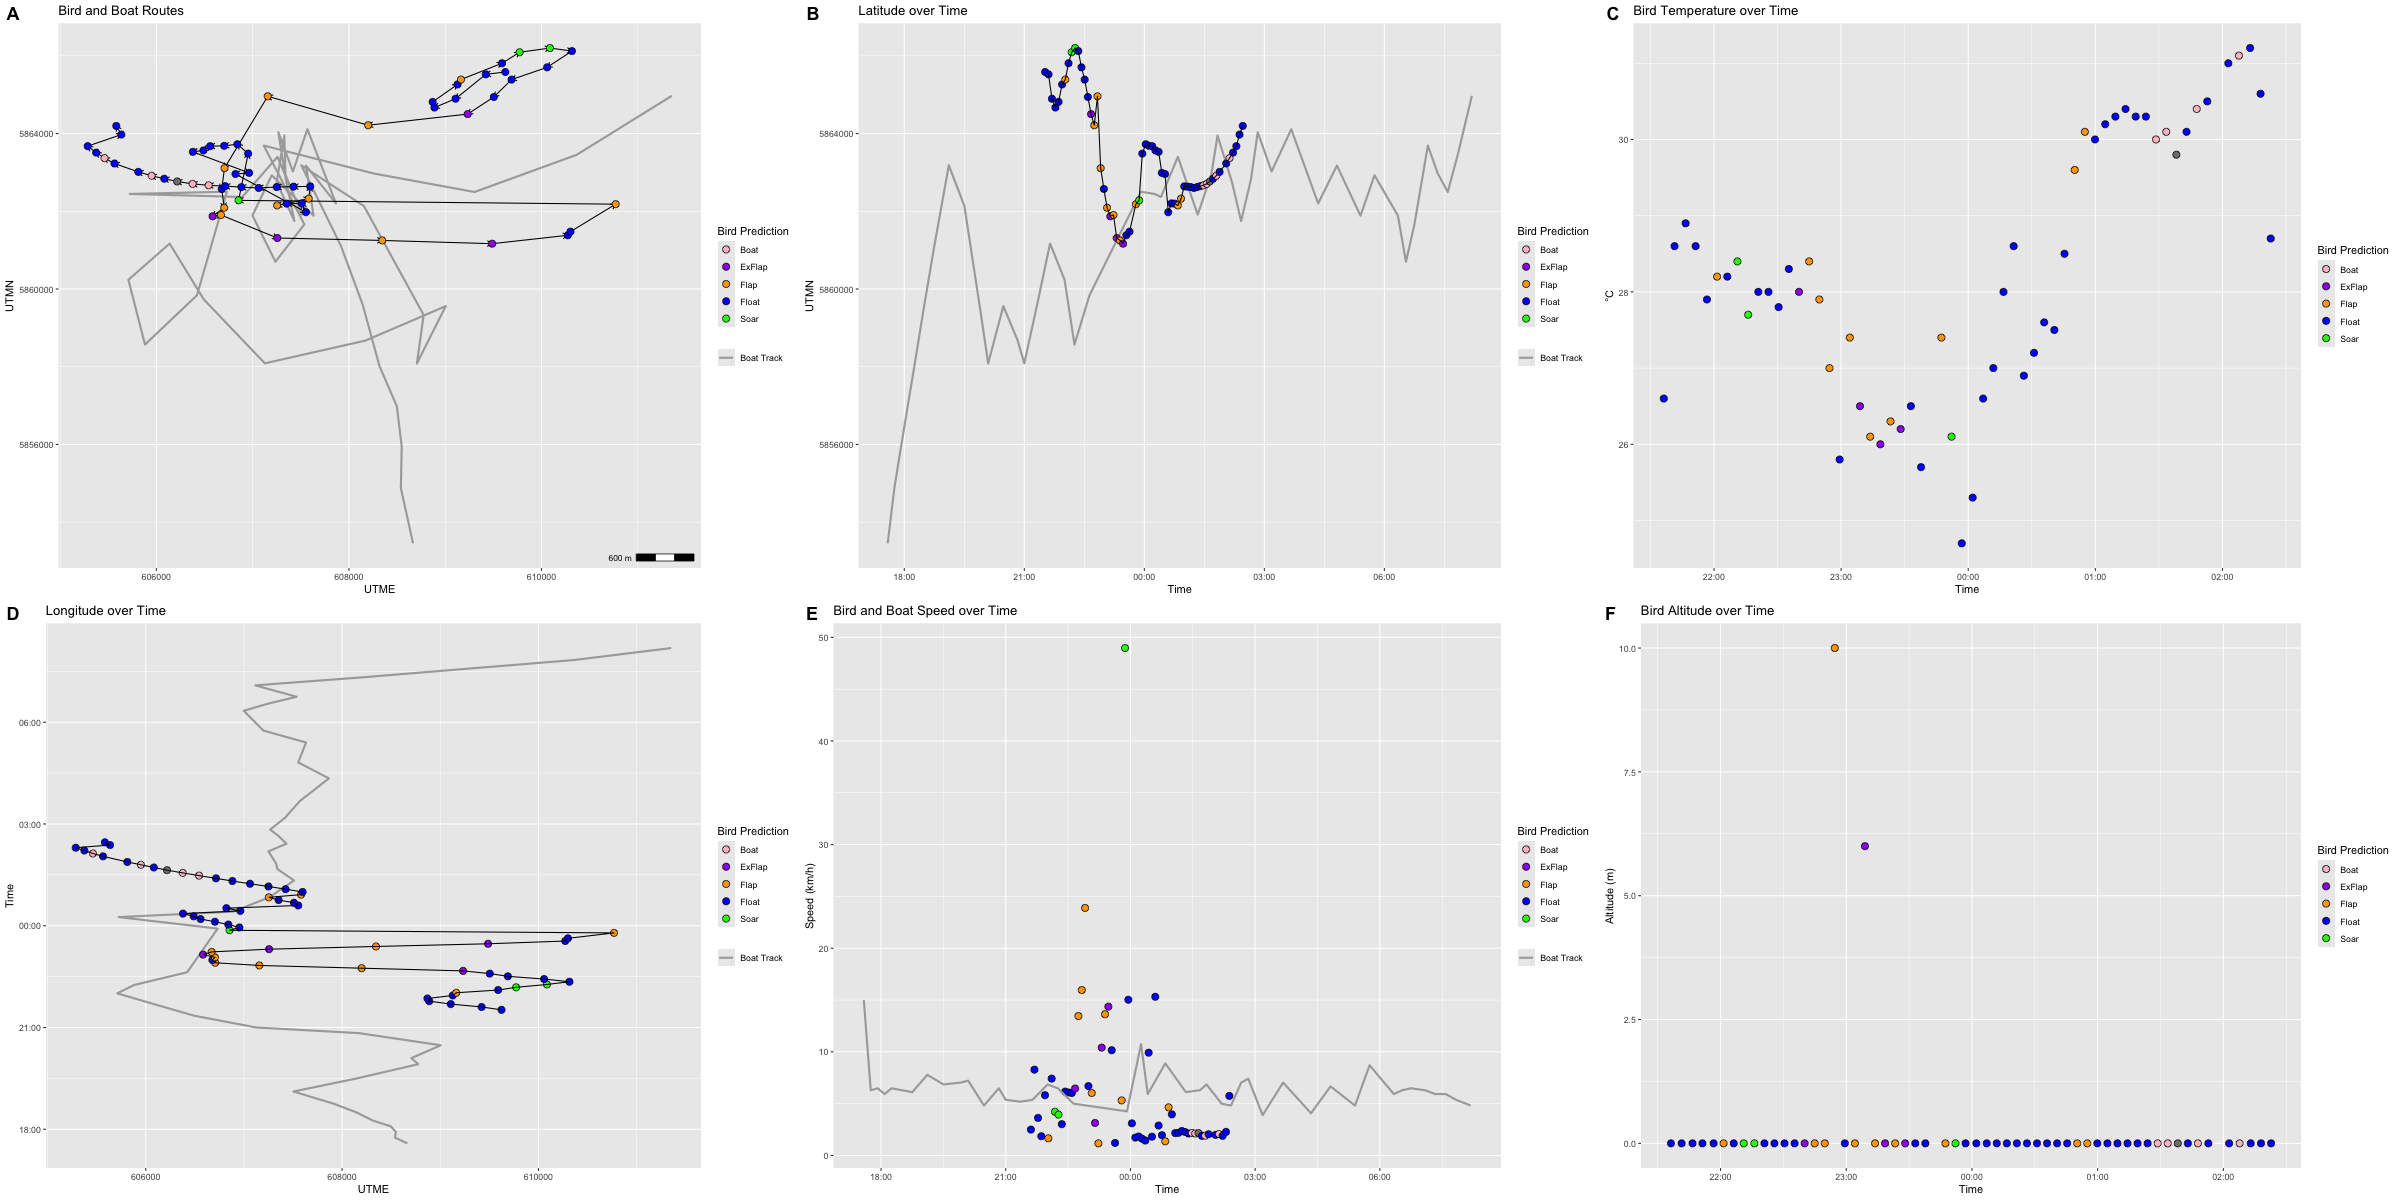 A Bird and Boat Routes
5864000
5860000
5856000
UTMN
606000 608000 610000
UTME
600 m
Bird Prediction
Boat
ExFlap
Flap
Float
Soar
Boat Track
B Latitude over Time
5864000
5860000
5856000
UTMN
18:00 21:00 00:00 03:00 06:00
Time
Bird Prediction
Boat
ExFlap
Flap
Float
Soar
Boat Track
C Bird Temperature over Time
30
28
26
°C
22:00 23:00 00:00 01:00 02:00
Time
Bird Prediction
Boat
ExFlap
Flap
Float
Soar
D Longitude over Time
06:00
03:00
00:00
21:00
18:00
Time
606000 608000 610000
UTME
Bird Prediction
Boat
ExFlap
Flap
Float
Soar
Boat Track
E Bird and Boat Speed over Time
50
40
30
20
10
0
Speed (km/h)
18:00 21:00 00:00 03:00 06:00
Time
Bird Prediction
Boat
ExFlap
Flap
Float
Soar
Boat Track
F Bird Altitude over Time
10.0
7.5
5.0
2.5
0.0
Altitude (m)
22:00 23:00 00:00 01:00 02:00
Time
Bird Prediction
Boat
ExFlap
Flap
Float
Soar